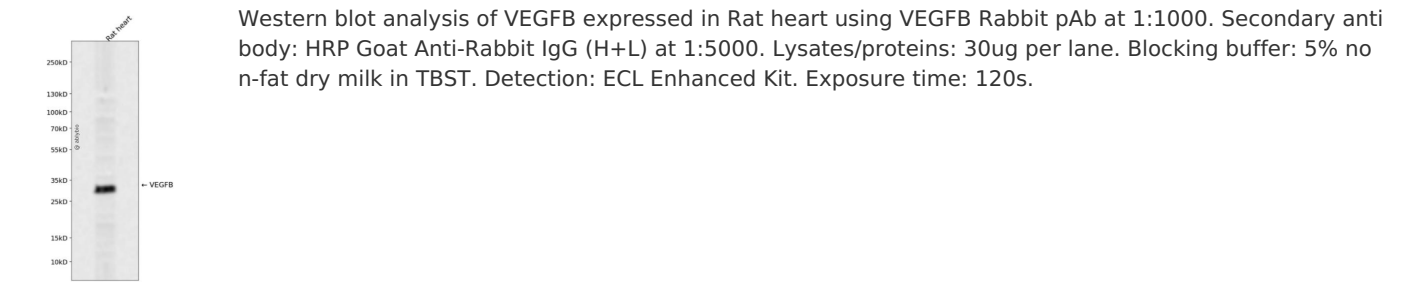 Western blot analysis of VEGFB expressed in Rat heart using VEGFB Rabbit pAb at 1:1000. Secondary anti
body: HRP Goat Anti-Rabbit IgG (H+L) at 1:5000. Lysates/proteins: 30ug per lane. Blocking buffer: 5% no
n-fat dry milk in TBST. Detection: ECL Enhanced Kit. Exposure time: 120s.
Rat heart
250kD
130kD
100kD
70kD
@ ablybio
55kD
35kD
← VEGFB
25kD
15kD
10kD